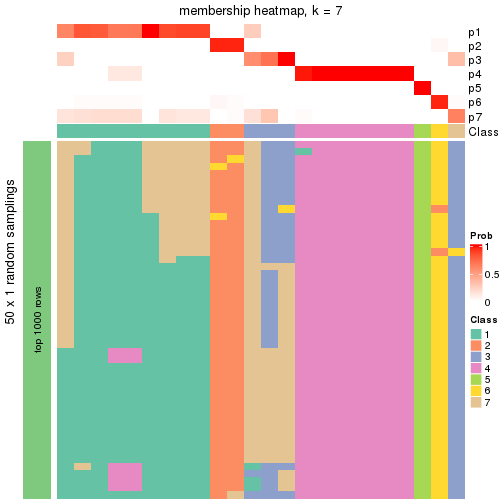 membership heatmap, k = 7
p1
p2
p3
p4
p5
p6
p7
Class
50 x 1 random samplings
top 1000 rows
Prob
1
0.5
0
Class
1
2
3
4
5
6
7